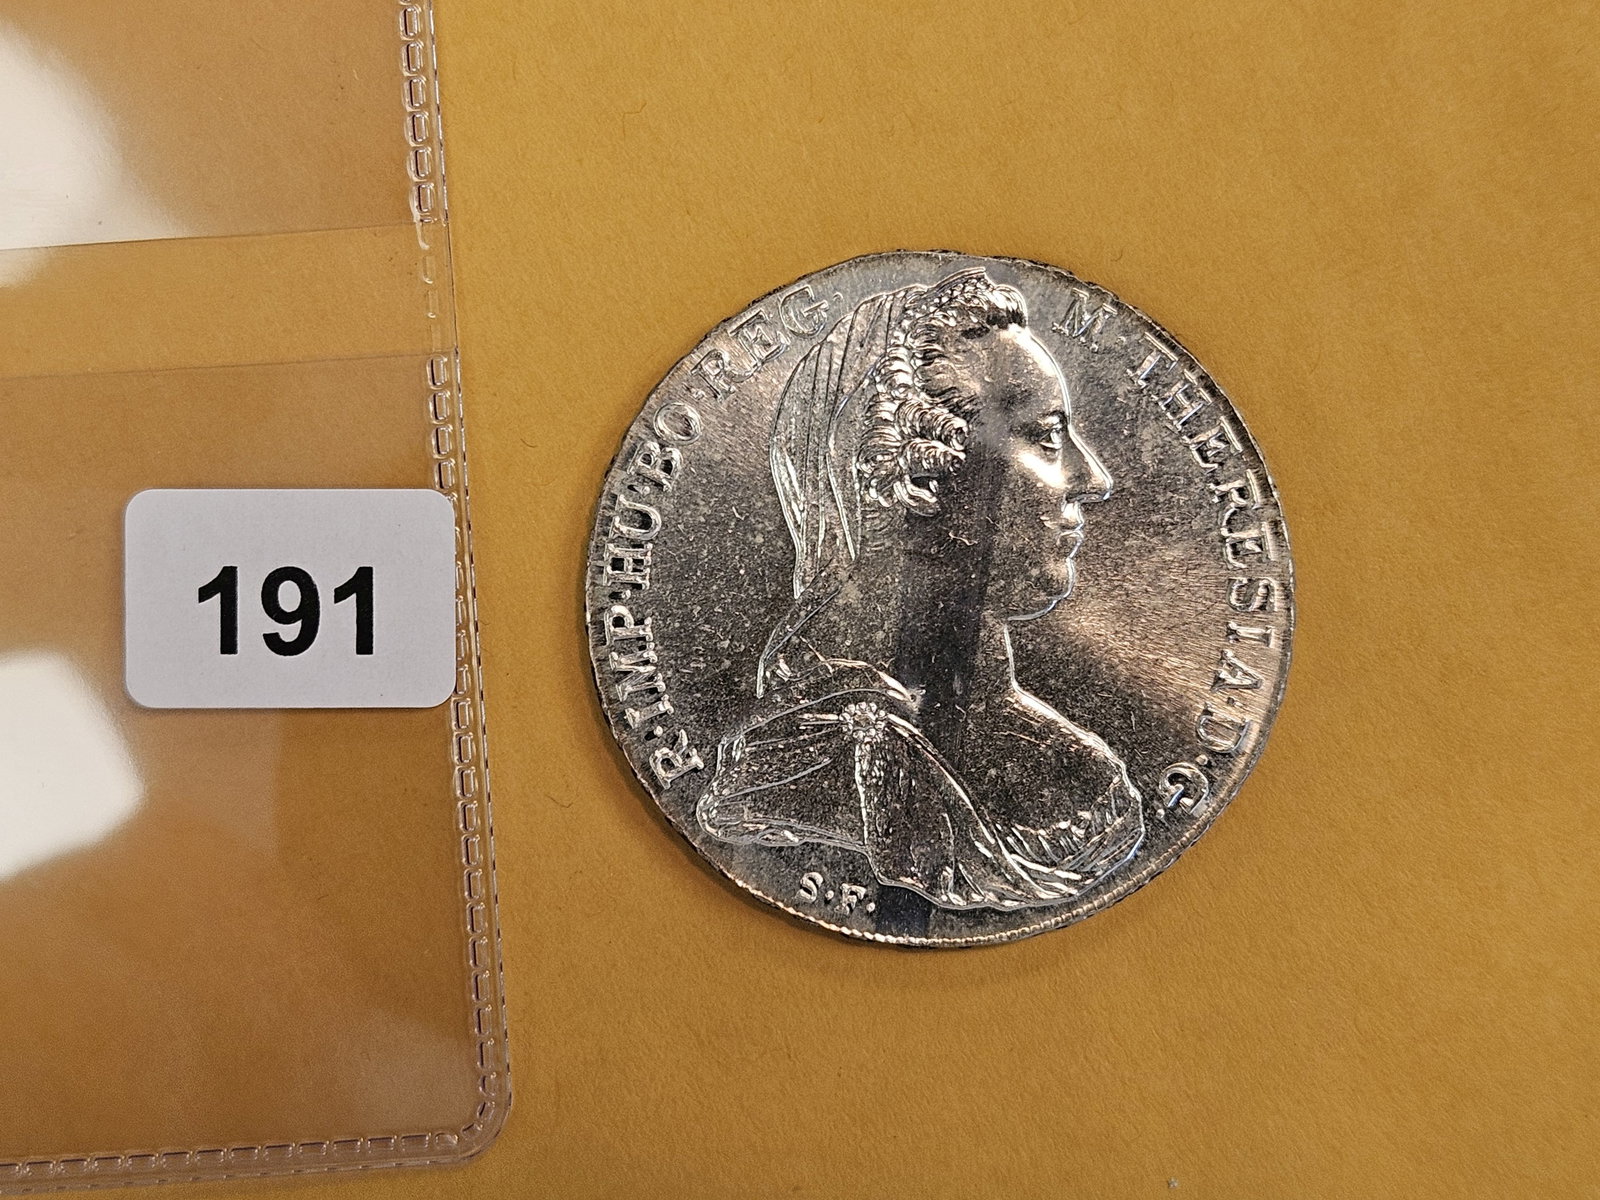 191
R·IMP·HU·BO·REG·
M·THERESIA·D·G·
S·F·